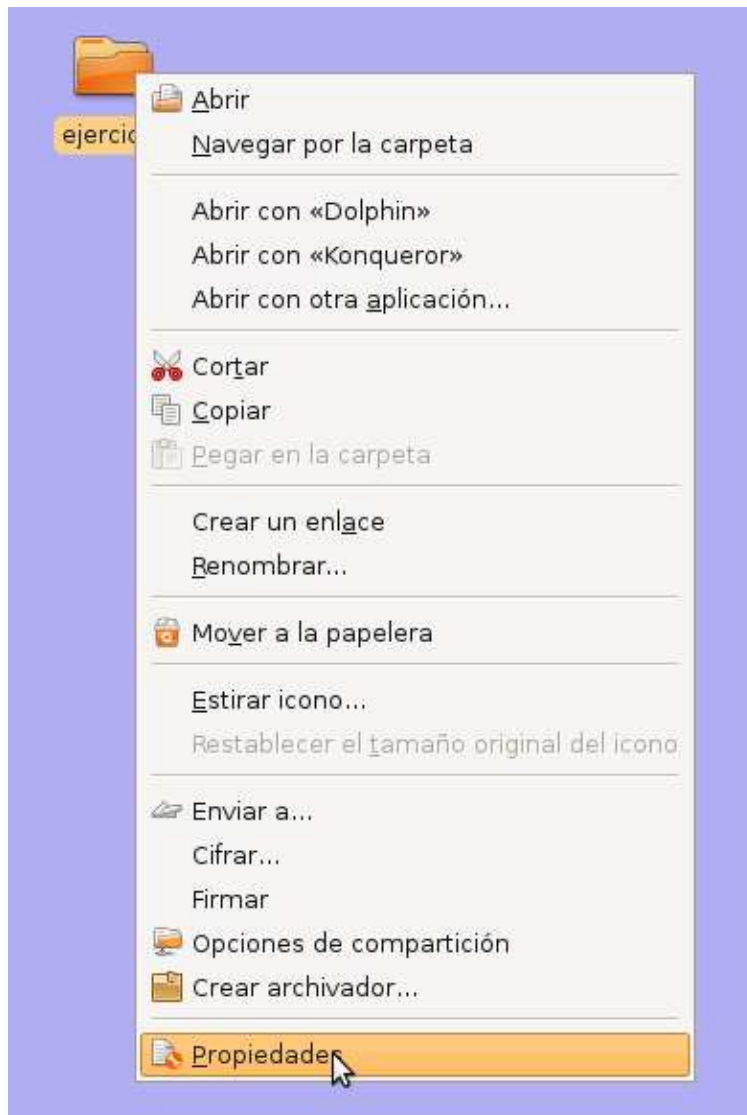 Abrir
Navegar por la carpeta
Abrir con «Dolphin»
Abrir con «Konqueror»
Abrir con otra aplicación...
Cortar
Copiar
Pegar en la carpeta
Crear un enlace
Renombrar...
Mover a la papelera
Estirar icono...
Restablecer el tamaño original del icono
Enviar a...
Cifrar...
Firmar
Opciones de compartición
Crear archivador...
Propiedades